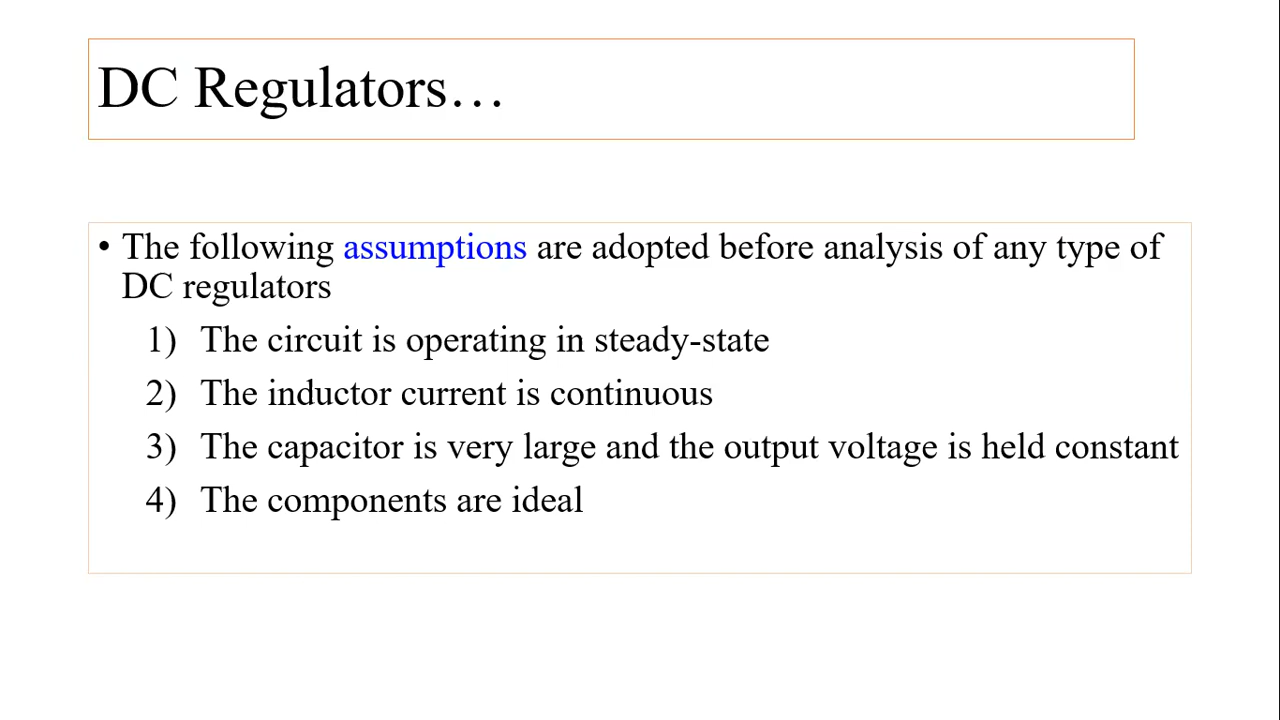 DC Regulators…
• The following assumptions are adopted before analysis of any type of
DC regulators
1) The circuit is operating in steady-state
2) The inductor current is continuous
3) The capacitor is very large and the output voltage is held constant
4) The components are ideal